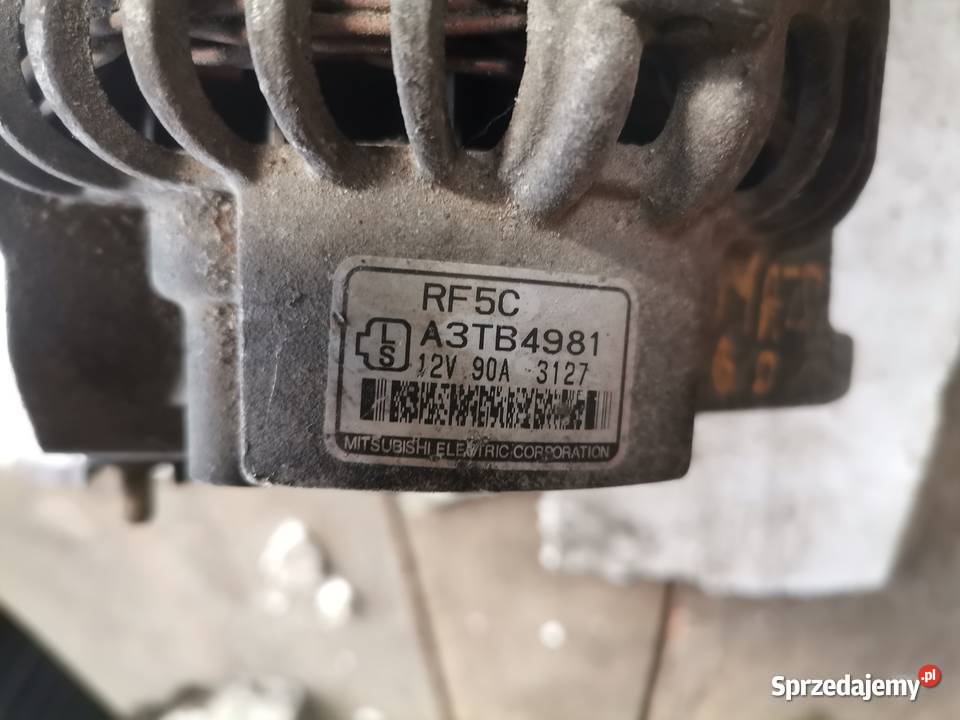 RF5C
L
S
A3TB4981
12V 90A 3127
MITSUBISHI ELECTRIC CORPORATION
Sprzedajemy.pl